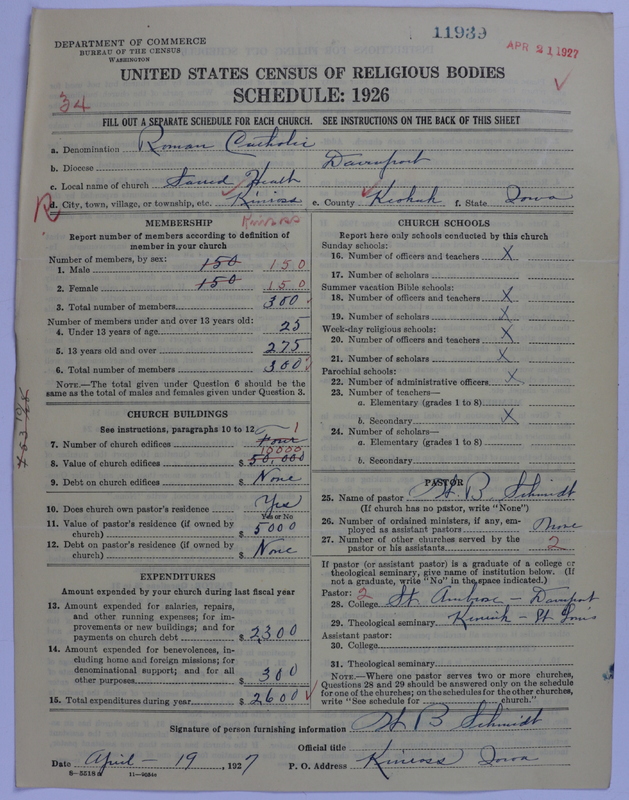 11939
APR 21 1927
DEPARTMENT OF COMMERCE
BUREAU OF THE CENSUS
WASHINGTON
UNITED STATES CENSUS OF RELIGIOUS BODIES
SCHEDULE: 1926
34
FILL OUT A SEPARATE SCHEDULE FOR EACH CHURCH. SEE INSTRUCTIONS ON THE BACK OF THIS SHEET
a. Denomination Roman Catholic
b. Diocese Davenport
c. Local name of church Sacred Heart
R d. City, town, village, or township, etc. Kinross e. County Keokuk f. State Iowa
Kinross
MEMBERSHIP
Report number of members according to definition of
member in your church
Number of members, by sex:
1. Male 150 150
2. Female 150 150
3. Total number of members 300
Number of members under and over 13 years old:
4. Under 13 years of age 25
5. 13 years old and over 275
6. Total number of members 300
NOTE.—The total given under Question 6 should be the
same as the total of males and females given under Question 3.
CHURCH BUILDINGS
See instructions, paragraphs 10 to 12
7. Number of church edifices Four 1
8. Value of church edifices $ 50,000 10000
9. Debt on church edifices $ None
10. Does church own pastor's residence Yes
Yes or No
11. Value of pastor's residence (if owned by
church) $ 5000
12. Debt on pastor's residence (if owned by
church) $ None
EXPENDITURES
Amount expended by your church during last fiscal year
13. Amount expended for salaries, repairs,
and other running expenses; for im-
provements or new buildings; and for
payments on church debt $ 2300
14. Amount expended for benevolences, in-
cluding home and foreign missions; for
denominational support; and for all
other purposes $ 300
15. Total expenditures during year $ 2600
CHURCH SCHOOLS
Report here only schools conducted by this church
Sunday schools:
16. Number of officers and teachers X
17. Number of scholars
Summer vacation Bible schools:
18. Number of officers and teachers X
19. Number of scholars X
Week-day religious schools:
20. Number of officers and teachers X
21. Number of scholars X
Parochial schools:
22. Number of administrative officers X
23. Number of teachers—
a. Elementary (grades 1 to 8)
b. Secondary X
24. Number of scholars—
a. Elementary (grades 1 to 8)
b. Secondary
PASTOR
25. Name of pastor H B Schmidt
(If church has no pastor, write "None")
26. Number of ordained ministers, if any, em-
ployed as assistant pastors None
27. Number of other churches served by the
pastor or his assistants 2
If pastor (or assistant pastor) is a graduate of a college or
theological seminary, give name of institution below. (If
not a graduate, write "No" in the space indicated.)
Pastor: 2
28. College St. Ambrose — Davenport
29. Theological seminary Kenrick — St Louis
Assistant pastor:
30. College
31. Theological seminary
NOTE.—Where one pastor serves two or more churches,
Questions 28 and 29 should be answered only on the schedule
for one of the churches; on the schedules for the other churches,
write "See schedule for church."
Signature of person furnishing information H B Schmidt
Official title
Date April — 19, 1927 P. O. Address Kinross Iowa
8—5518a 11—9054a